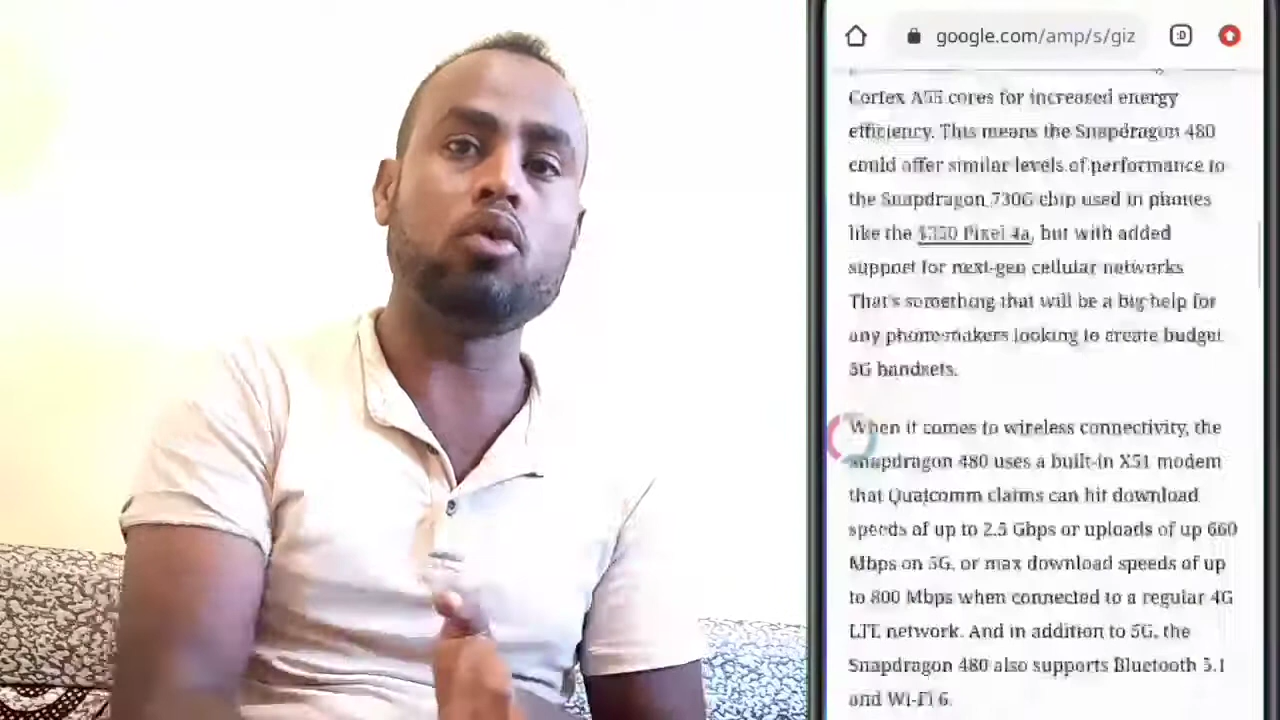 google.com/amp/s/giz
:D
Cortex A55 cores for increased energy
efficiency. This means the Snapdragon 480
could offer similar levels of performance to
the Snapdragon 730G chip used in phones
like the $350 Pixel 4a, but with added
support for next-gen cellular networks.
That's something that will be a big help for
any phone-makers looking to create budget
5G handsets.
When it comes to wireless connectivity, the
Snapdragon 480 uses a built-in X51 modem
that Qualcomm claims can hit download
speeds of up to 2.5 Gbps or uploads of up 660
Mbps on 5G, or max download speeds of up
to 800 Mbps when connected to a regular 4G
LTE network. And in addition to 5G, the
Snapdragon 480 also supports Bluetooth 5.1
and Wi-Fi 6.